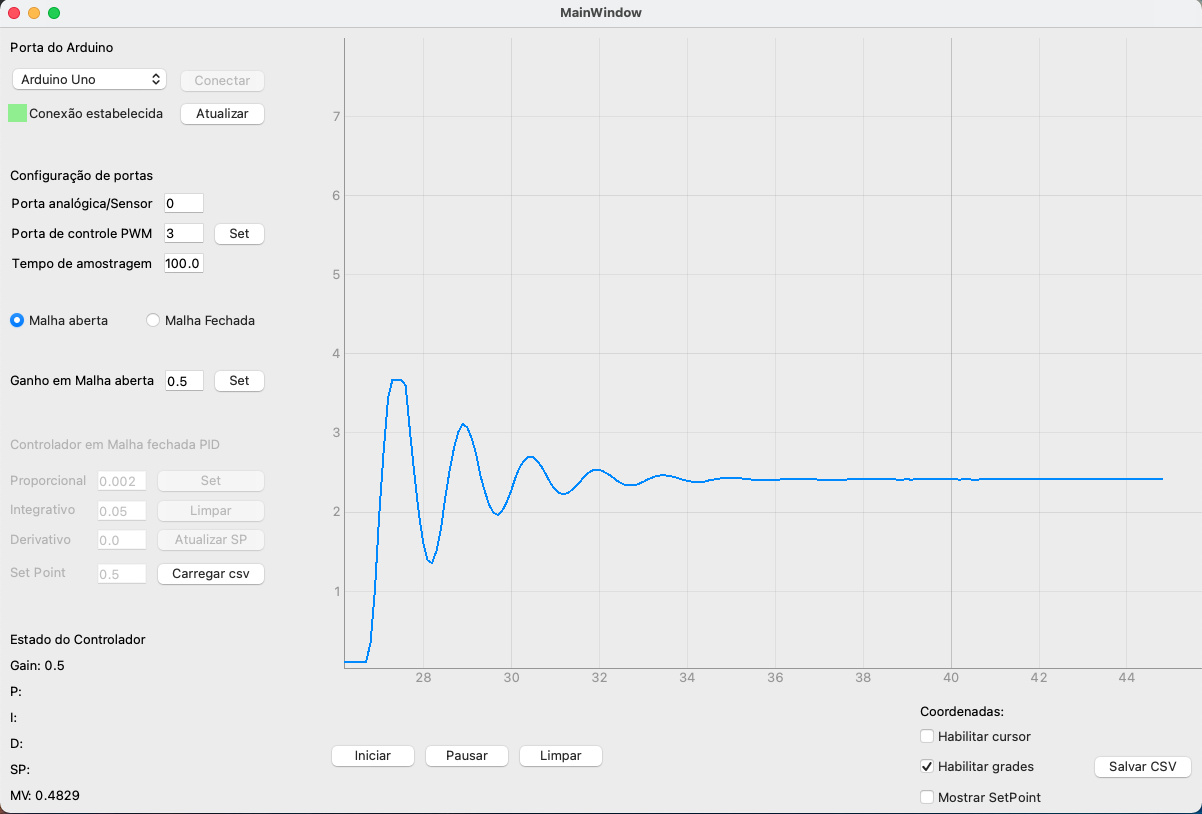 MainWindow
Porta do Arduino
Arduino Uno
Conectar
Conexão estabelecida
Atualizar
Configuração de portas
Porta analógica/Sensor 0
Porta de controle PWM 3 Set
Tempo de amostragem 100.0
Malha aberta Malha Fechada
Ganho em Malha aberta 0.5 Set
Controlador em Malha fechada PID
Proporcional 0.002 Set
Integrativo 0.05 Limpar
Derivativo 0.0 Atualizar SP
Set Point 0.5 Carregar csv
Estado do Controlador
Gain: 0.5
P:
I:
D:
SP:
MV: 0.4829
7
6
5
4
3
2
1
28 30 32 34 36 38 40 42 44
Iniciar Pausar Limpar
Coordenadas:
Habilitar cursor
Habilitar grades
Salvar CSV
Mostrar SetPoint